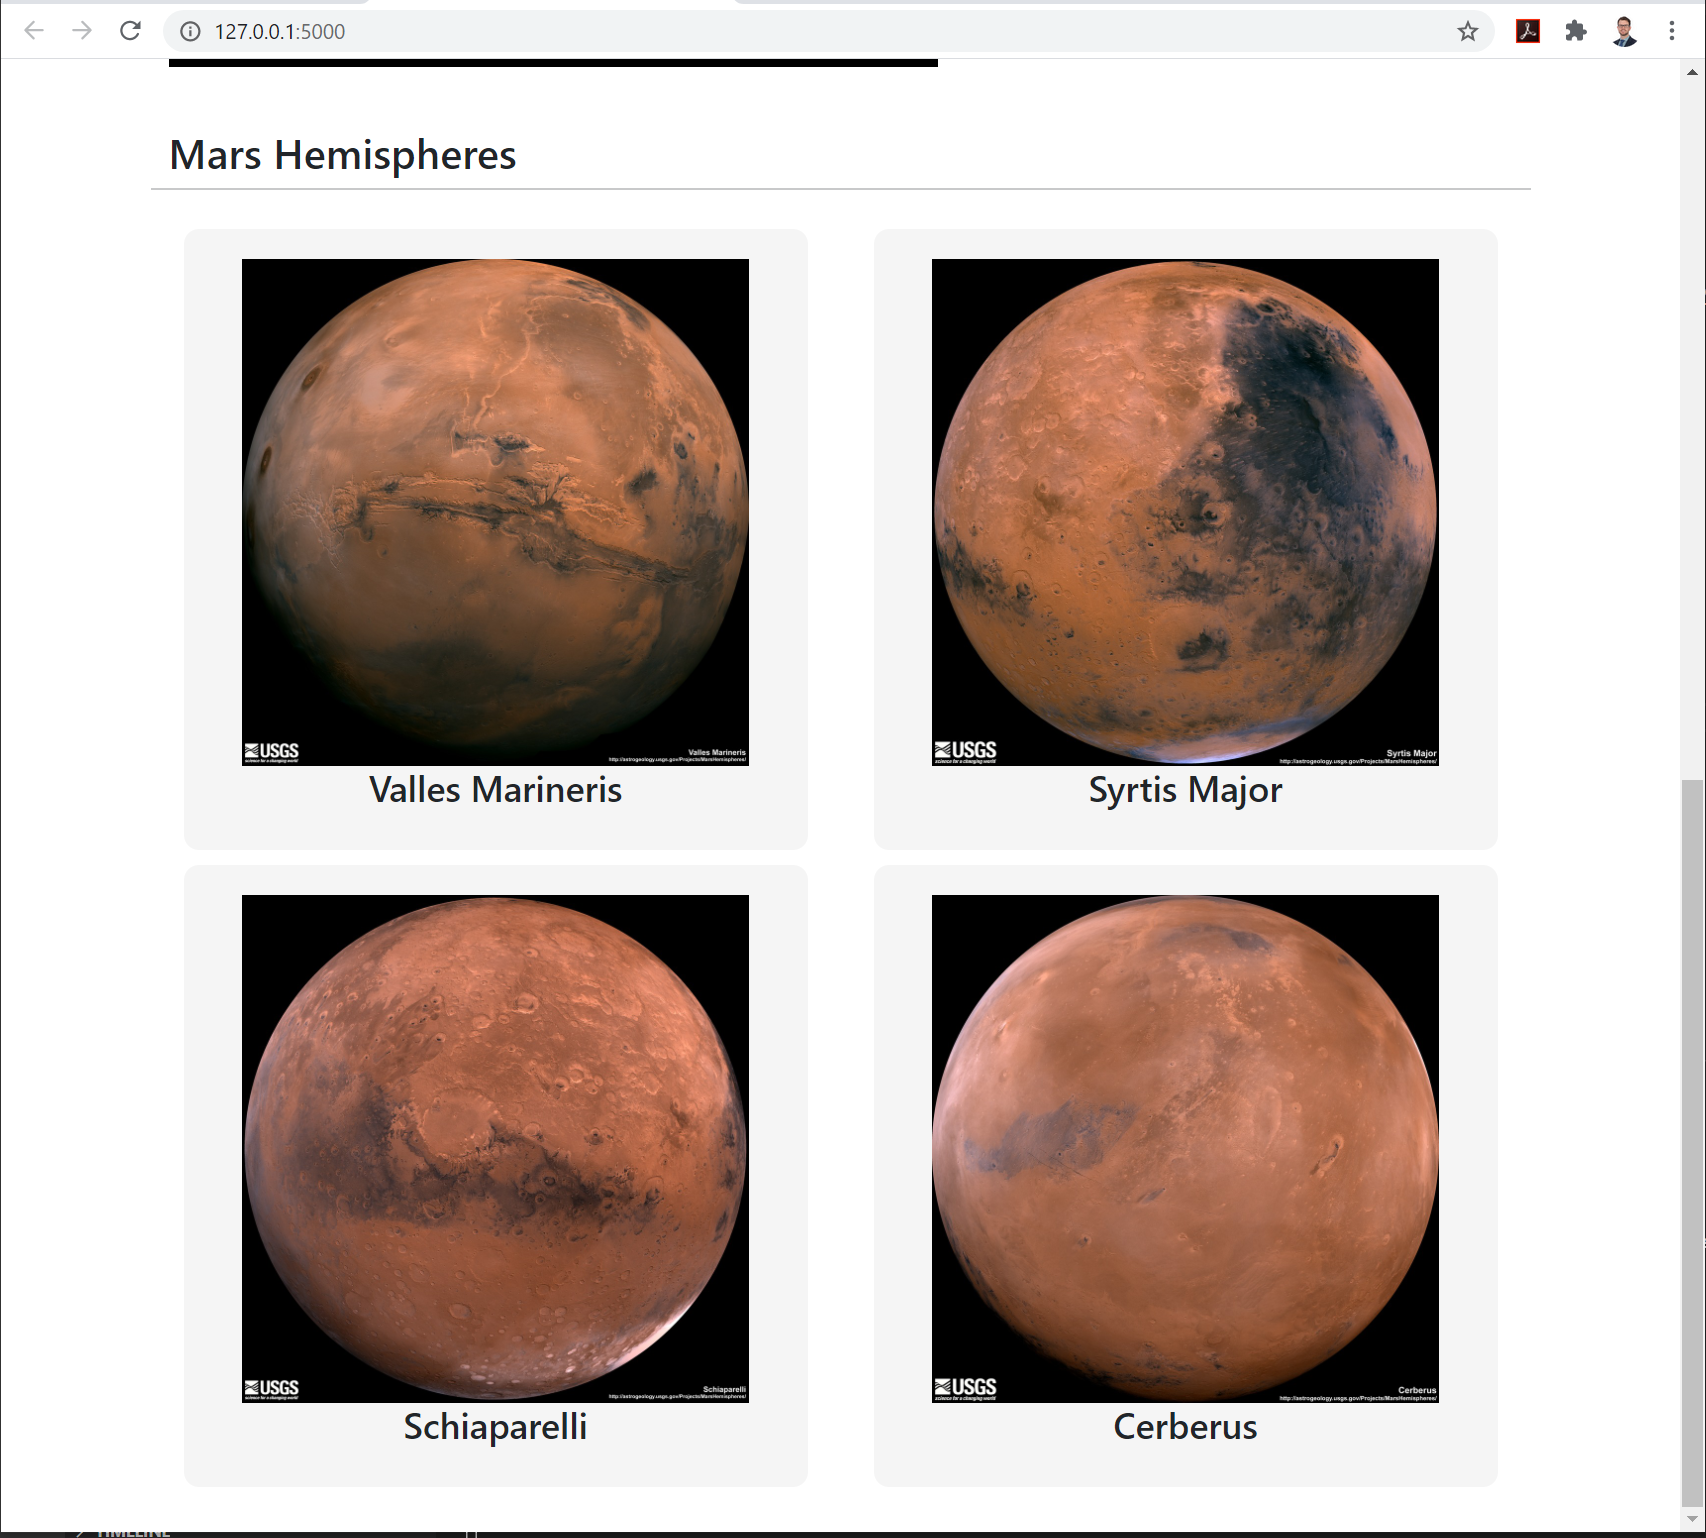 127.0.0.1:5000
Mars Hemispheres
USGS
science for a changing world
Valles Marineris
http://astrogeology.usgs.gov/Projects/MarsHemispheres/
Valles Marineris
USGS
science for a changing world
Syrtis Major
http://astrogeology.usgs.gov/Projects/MarsHemispheres/
Syrtis Major
USGS
science for a changing world
Schiaparelli
http://astrogeology.usgs.gov/Projects/MarsHemispheres/
Schiaparelli
USGS
science for a changing world
Cerberus
http://astrogeology.usgs.gov/Projects/MarsHemispheres/
Cerberus
TIMELINE